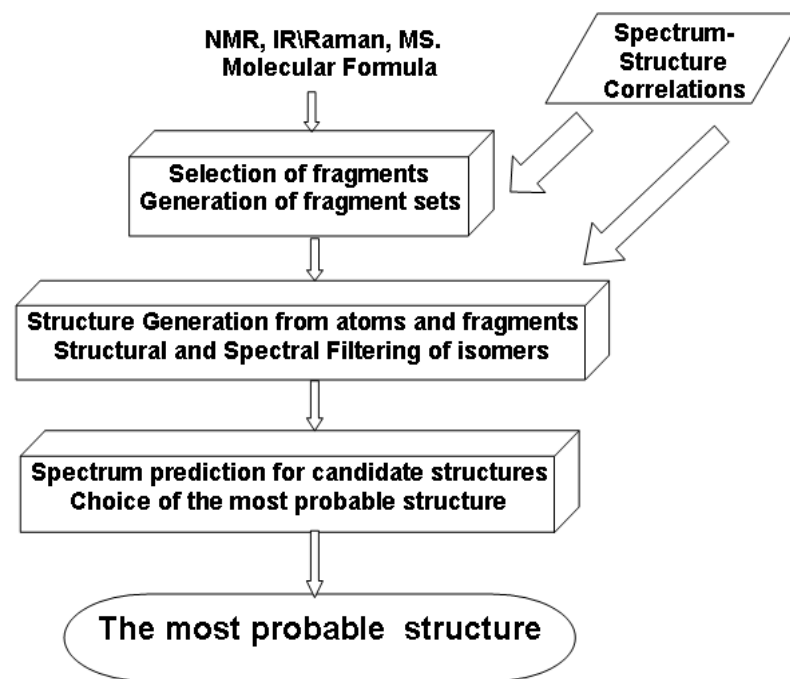 NMR, IR\Raman, MS.
Molecular Formula
Spectrum-
Structure
Correlations
Selection of fragments
Generation of fragment sets
Structure Generation from atoms and fragments
Structural and Spectral Filtering of isomers
Spectrum prediction for candidate structures
Choice of the most probable structure
The most probable structure